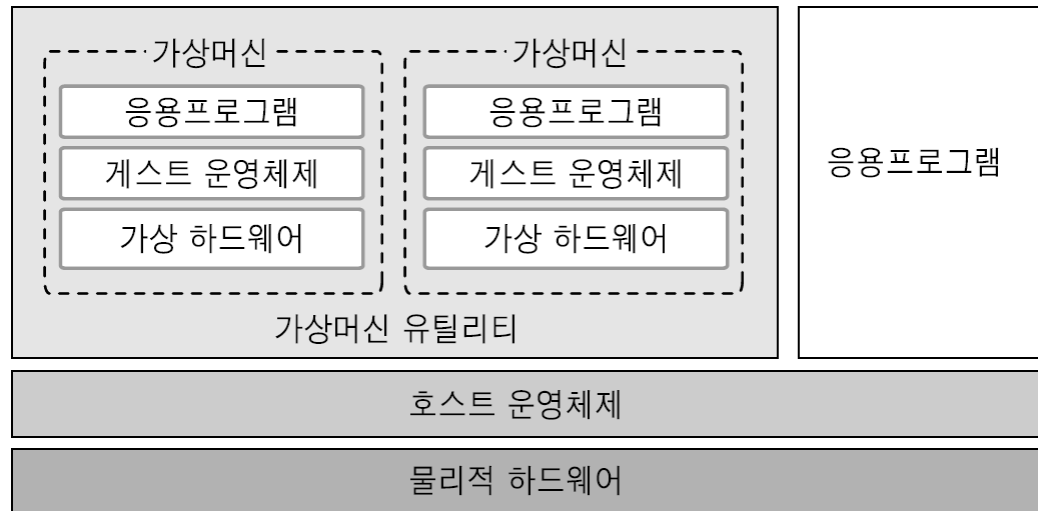 가상머신
응용프로그램
게스트 운영체제
가상 하드웨어
가상머신
응용프로그램
게스트 운영체제
가상 하드웨어
가상머신 유틸리티
응용프로그램
호스트 운영체제
물리적 하드웨어